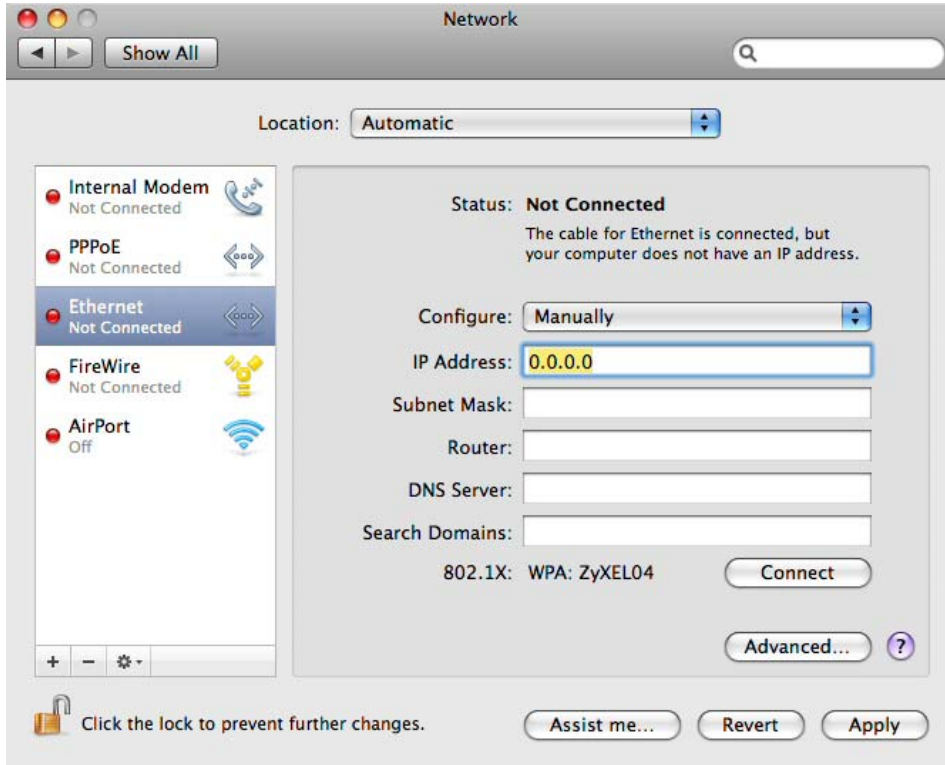 Network
Show All
Location: Automatic
Internal Modem
Not Connected
PPPoE
Not Connected
Ethernet
Not Connected
FireWire
Not Connected
AirPort
Off
Status: Not Connected
The cable for Ethernet is connected, but
your computer does not have an IP address.
Configure: Manually
IP Address: 0.0.0.0
Subnet Mask:
Router:
DNS Server:
Search Domains:
802.1X: WPA: ZyXEL04 Connect
Advanced... ?
Click the lock to prevent further changes.
Assist me... Revert Apply